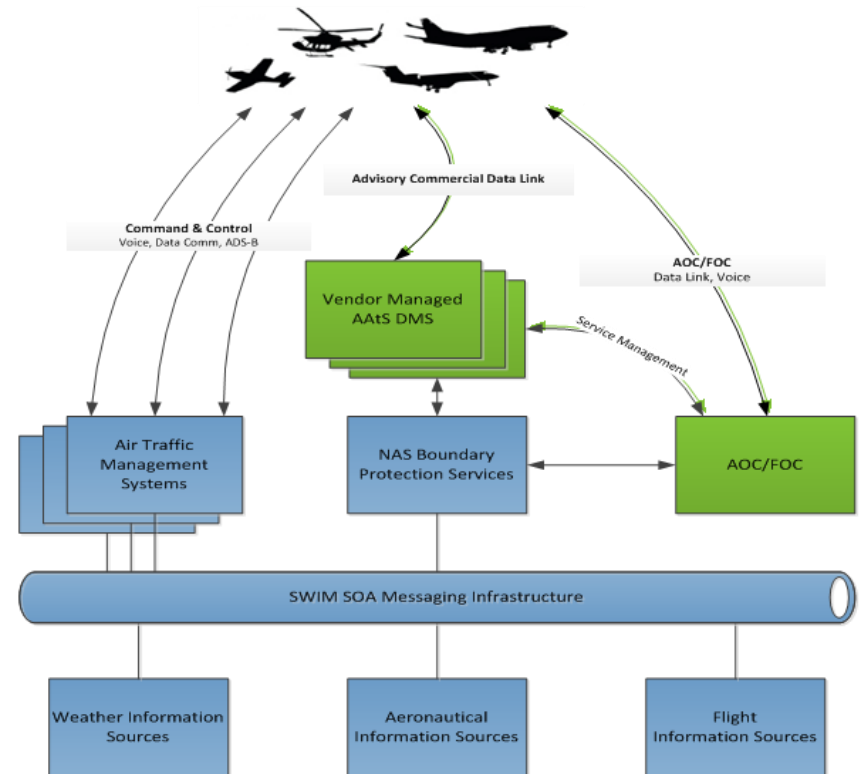 Advisory Commercial Data Link
Command & Control
Voice, Data Comm, ADS-B
AOC/FOC
Data Link, Voice
Vendor Managed
AAtS DMS
Service Management
Air Traffic
Management
Systems
NAS Boundary
Protection Services
AOC/FOC
SWIM SOA Messaging Infrastructure
Weather Information
Sources
Aeronautical
Information Sources
Flight
Information Sources